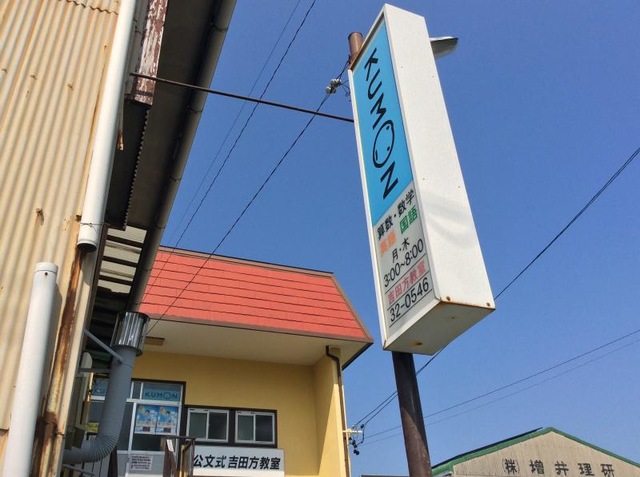 KUMON
算数・数学
英語 国語
月・木
3:00~8:00
吉田方教室
32-0546
KUMON
公文式 吉田方教室
㈱ 増井理研